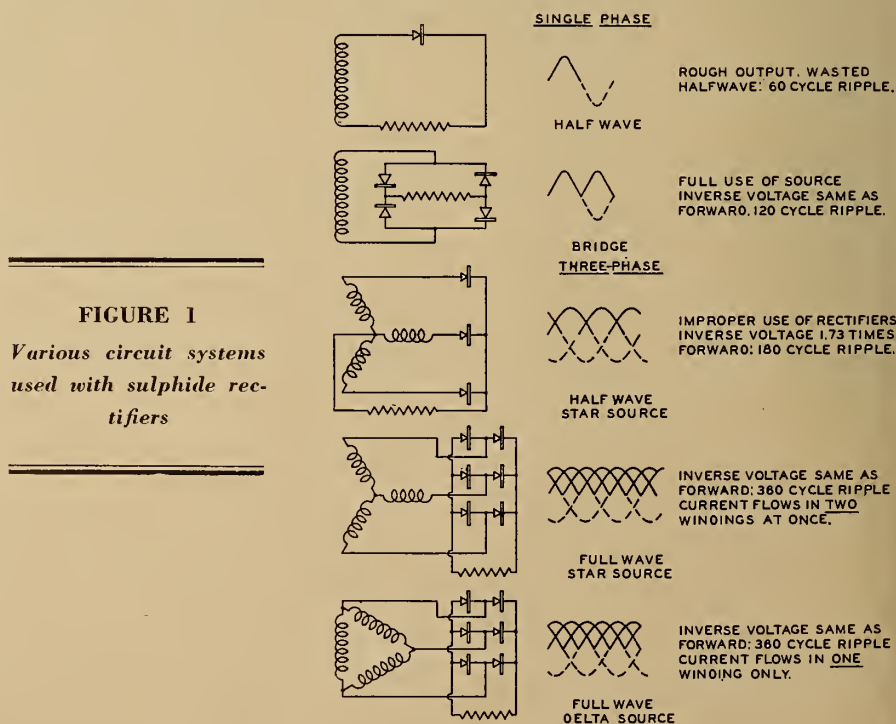 FIGURE 1
Various circuit systems
used with sulphide rec-
tifiers
SINGLE PHASE
ROUGH OUTPUT. WASTED
HALFWAVE: 60 CYCLE RIPPLE.
HALF WAVE
FULL USE OF SOURCE
INVERSE VOLTAGE SAME AS
FORWARD. 120 CYCLE RIPPLE.
BRIDGE
THREE-PHASE
IMPROPER USE OF RECTIFIERS
INVERSE VOLTAGE 1.73 TIMES
FORWARD: 180 CYCLE RIPPLE.
HALF WAVE
STAR SOURCE
INVERSE VOLTAGE SAME AS
FORWARD: 360 CYCLE RIPPLE
CURRENT FLOWS IN TWO
WINDINGS AT ONCE.
FULL WAVE
STAR SOURCE
INVERSE VOLTAGE SAME AS
FORWARD: 360 CYCLE RIPPLE
CURRENT FLOWS IN ONE
WINDING ONLY.
FULL WAVE
DELTA SOURCE